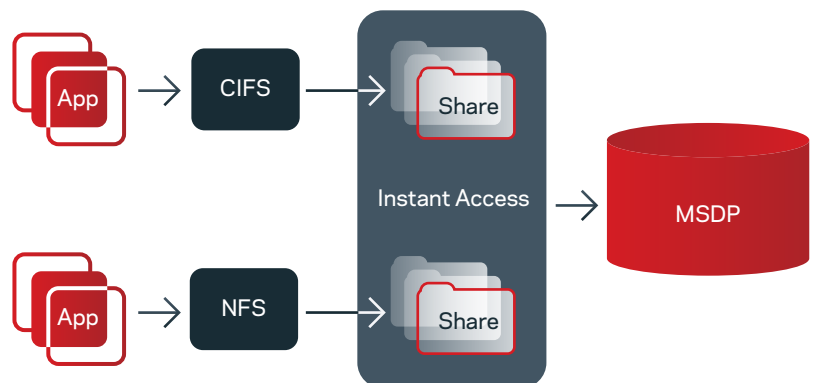 App
CIFS
Share
Instant Access
MSDP
App
NFS
Share